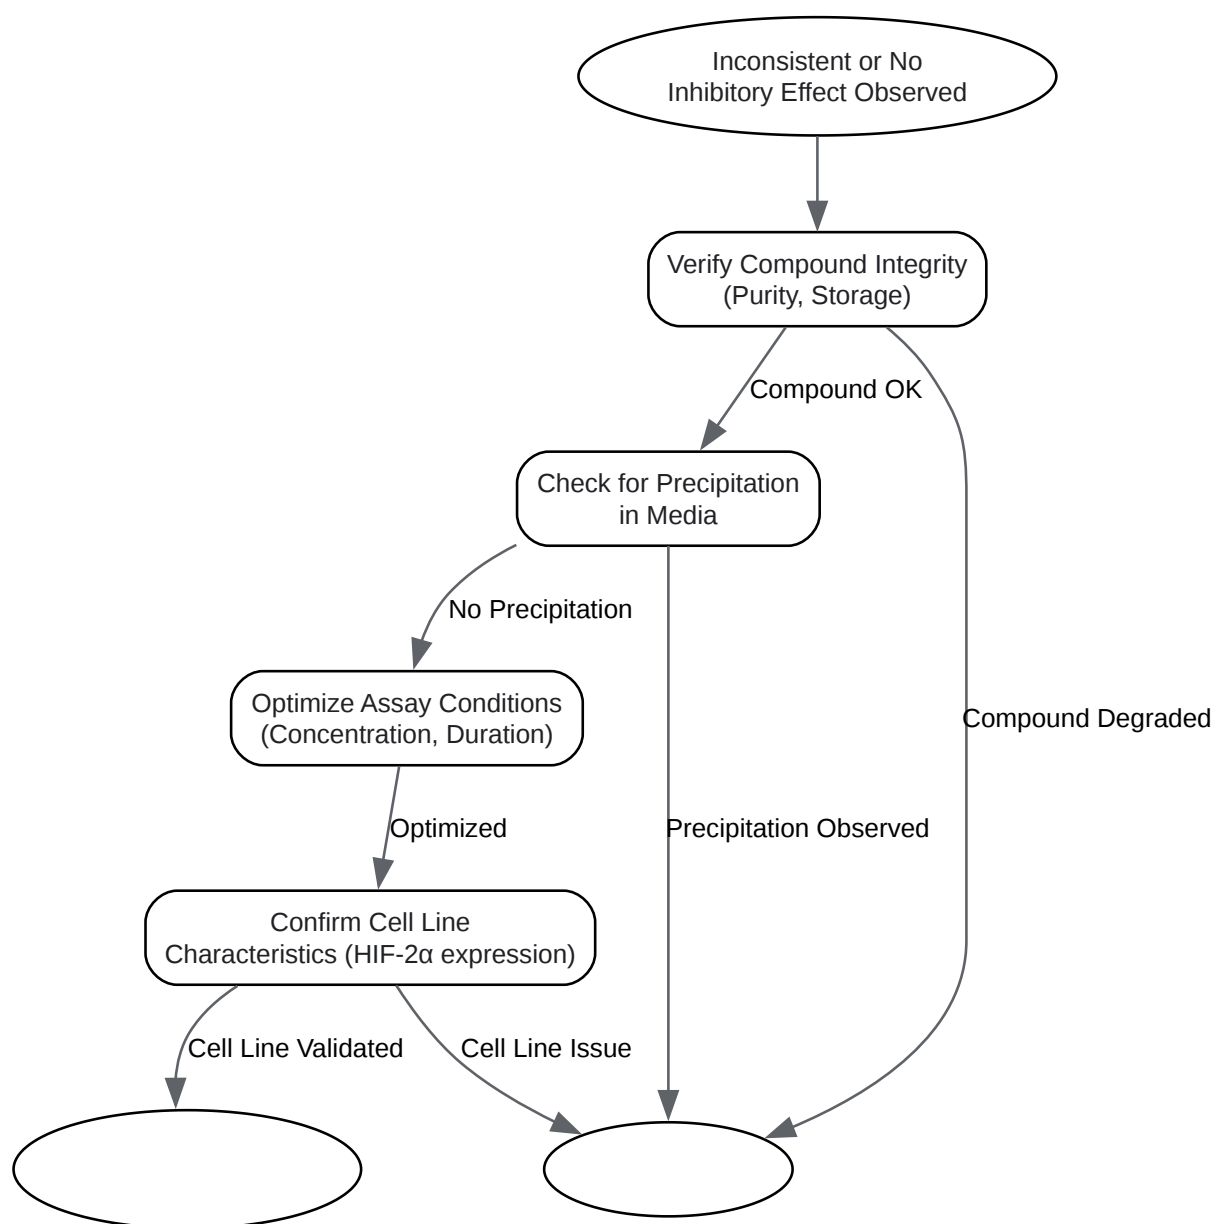 Inconsistent or No
Inhibitory Effect Observed
Verify Compound Integrity
(Purity, Storage)
Compound OK
Check for Precipitation
in Media
No Precipitation
Optimize Assay Conditions
(Concentration, Duration)
Compound Degraded
Optimized
Precipitation Observed
Confirm Cell Line
Characteristics (HIF-2α expression)
Cell Line Validated
Cell Line Issue